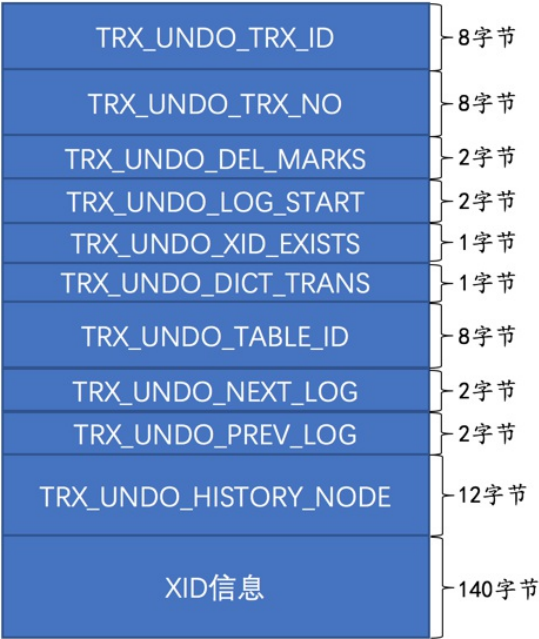 TRX_UNDO_TRX_ID 8字节
TRX_UNDO_TRX_NO 8字节
TRX_UNDO_DEL_MARKS 2字节
TRX_UNDO_LOG_START 2字节
TRX_UNDO_XID_EXISTS 1字节
TRX_UNDO_DICT_TRANS 1字节
TRX_UNDO_TABLE_ID 8字节
TRX_UNDO_NEXT_LOG 2字节
TRX_UNDO_PREV_LOG 2字节
TRX_UNDO_HISTORY_NODE 12字节
XID信息 140字节